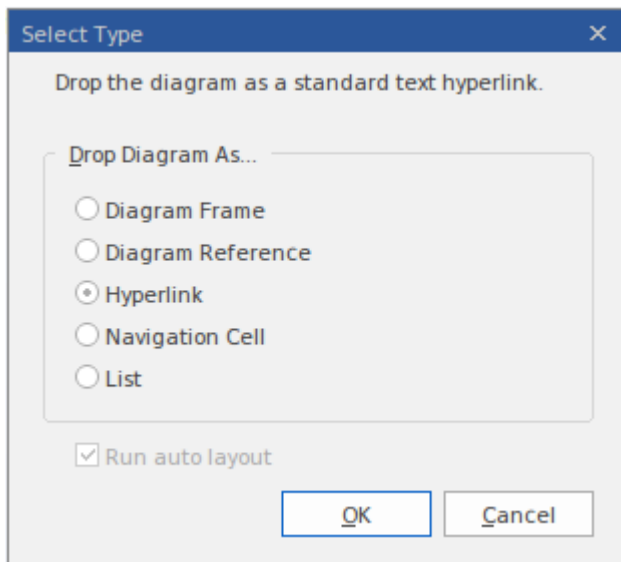 Select Type
Drop the diagram as a standard text hyperlink.
Drop Diagram As...
Diagram Frame
Diagram Reference
Hyperlink
Navigation Cell
List
Run auto layout
OK
Cancel